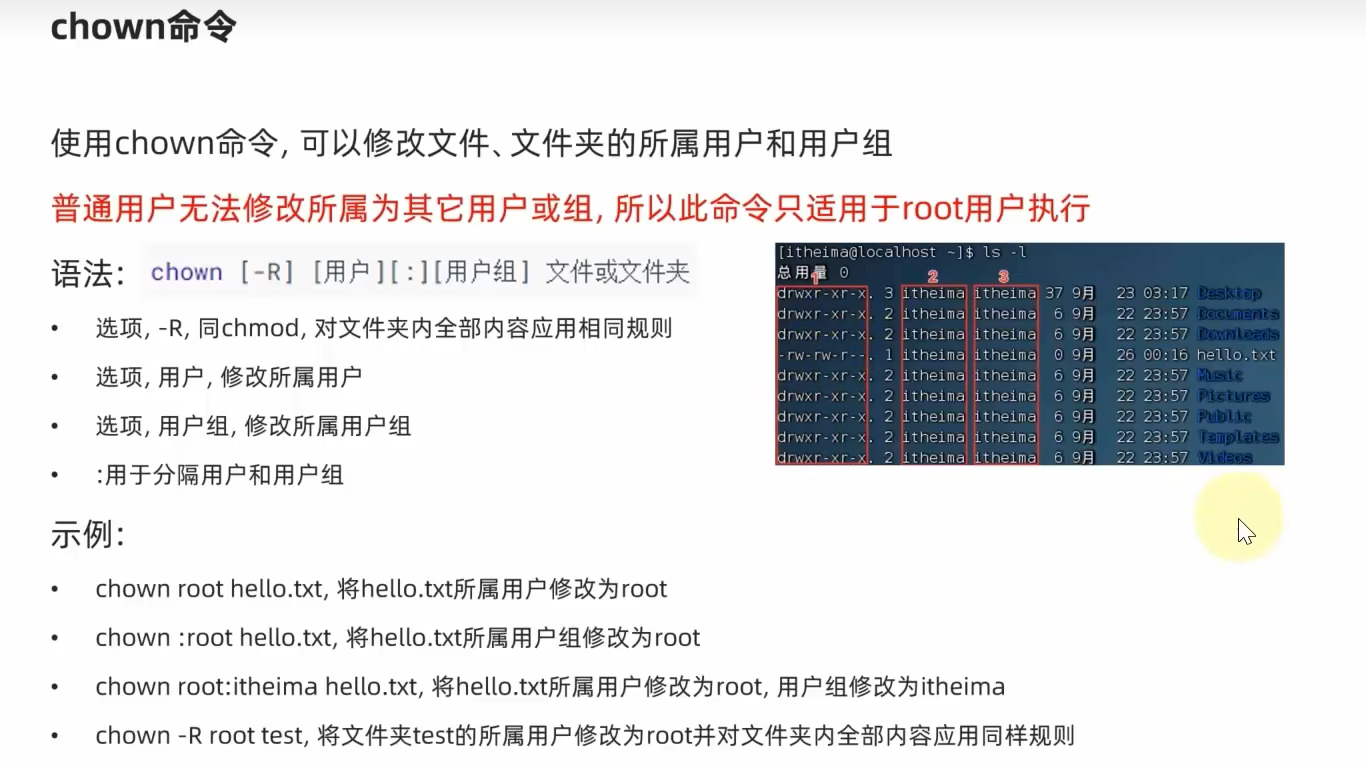 chown命令
使用chown命令, 可以修改文件、文件夹的所属用户和用户组
普通用户无法修改所属为其它用户或组, 所以此命令只适用于root用户执行
语法: chown [-R] [用户][:][用户组] 文件或文件夹
• 选项, -R, 同chmod, 对文件夹内全部内容应用相同规则
• 选项, 用户, 修改所属用户
• 选项, 用户组, 修改所属用户组
• :用于分隔用户和用户组
[itheima@localhost ~]$ ls -l
总用量 0
1 2 3
drwxr-xr-x. 3 itheima itheima 37 9月 23 03:17 Desktop
drwxr-xr-x. 2 itheima itheima 6 9月 22 23:57 Documents
drwxr-xr-x. 2 itheima itheima 6 9月 22 23:57 Downloads
-rw-rw-r--. 1 itheima itheima 0 9月 26 00:16 hello.txt
drwxr-xr-x. 2 itheima itheima 6 9月 22 23:57 Music
drwxr-xr-x. 2 itheima itheima 6 9月 22 23:57 Pictures
drwxr-xr-x. 2 itheima itheima 6 9月 22 23:57 Public
drwxr-xr-x. 2 itheima itheima 6 9月 22 23:57 Templates
drwxr-xr-x. 2 itheima itheima 6 9月 22 23:57 Videos
示例:
• chown root hello.txt, 将hello.txt所属用户修改为root
• chown :root hello.txt, 将hello.txt所属用户组修改为root
• chown root:itheima hello.txt, 将hello.txt所属用户修改为root, 用户组修改为itheima
• chown -R root test, 将文件夹test的所属用户修改为root并对文件夹内全部内容应用同样规则